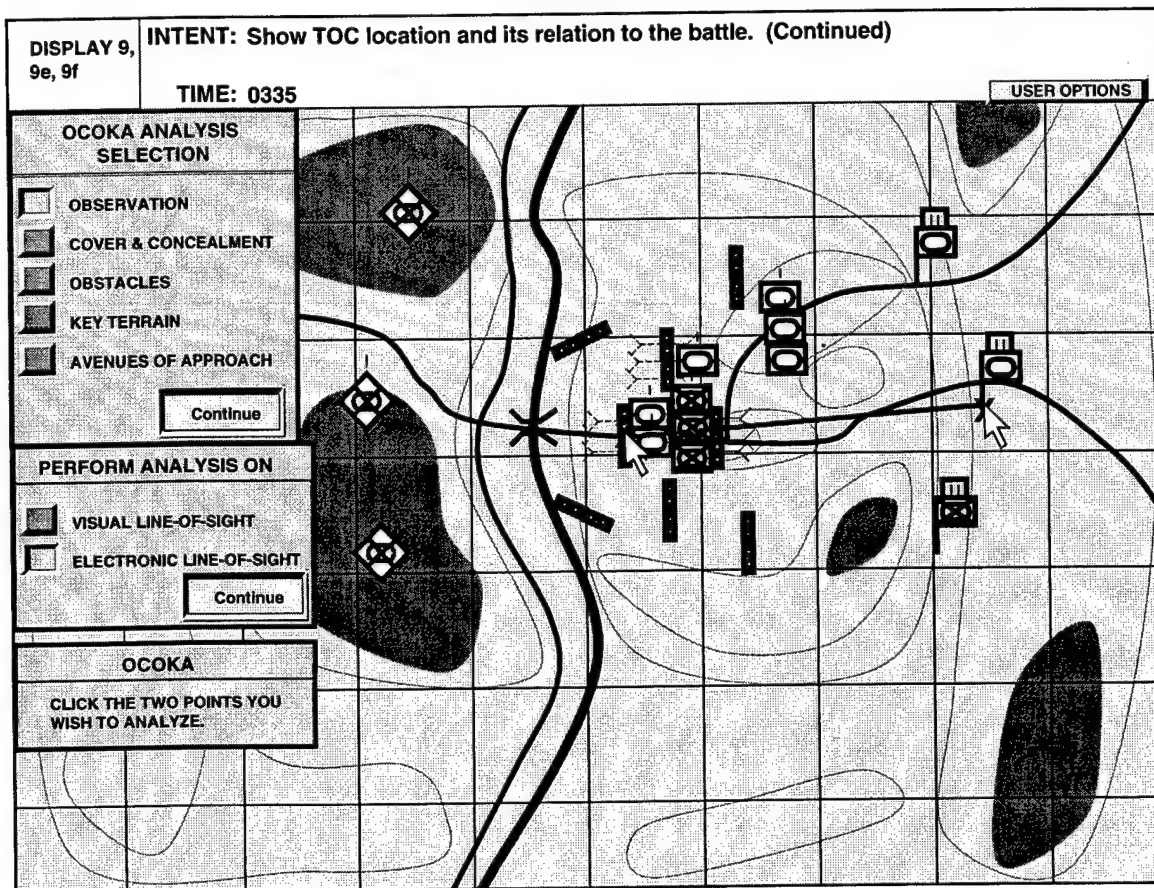 DISPLAY 9,
9e, 9f
INTENT: Show TOC location and its relation to the battle. (Continued)
TIME: 0335
USER OPTIONS
OCOKA ANALYSIS
SELECTION
OBSERVATION
COVER & CONCEALMENT
OBSTACLES
KEY TERRAIN
AVENUES OF APPROACH
Continue
PERFORM ANALYSIS ON
VISUAL LINE-OF-SIGHT
ELECTRONIC LINE-OF-SIGHT
Continue
OCOKA
CLICK THE TWO POINTS YOU
WISH TO ANALYZE.